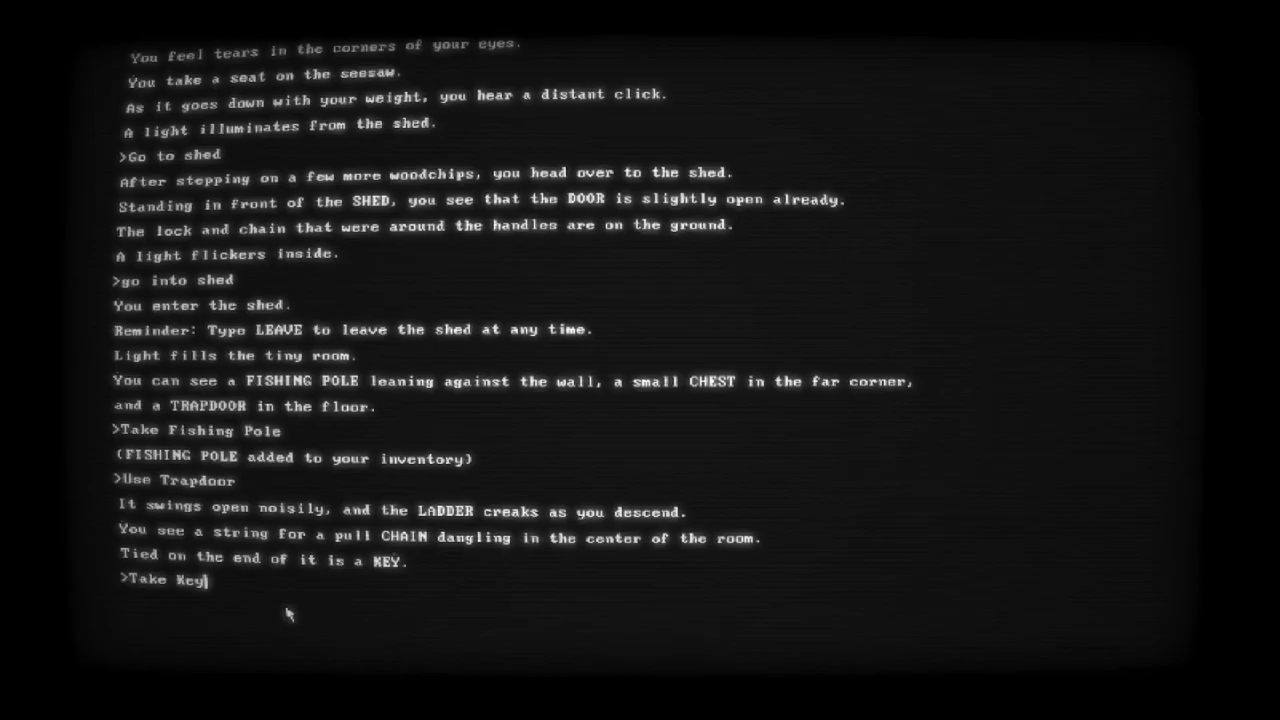 You feel tears in the corners of your eyes.
You take a seat on the seesaw.
As it goes down with your weight, you hear a distant click.
A light illuminates from the shed.
>Go to shed
After stepping on a few more woodchips, you head over to the shed.
Standing in front of the SHED, you see that the DOOR is slightly open already.
The lock and chain that were around the handles are on the ground.
A light flickers inside.
>go into shed
You enter the shed.
Reminder: Type LEAVE to leave the shed at any time.
Light fills the tiny room.
You can see a FISHING POLE leaning against the wall, a small CHEST in the far corner,
and a TRAPDOOR in the floor.
>Take Fishing Pole
(FISHING POLE added to your inventory)
>Use Trapdoor
It swings open noisily, and the LADDER creaks as you descend.
You see a string for a pull CHAIN dangling in the center of the room.
Tied on the end of it is a KEY.
>Take Key